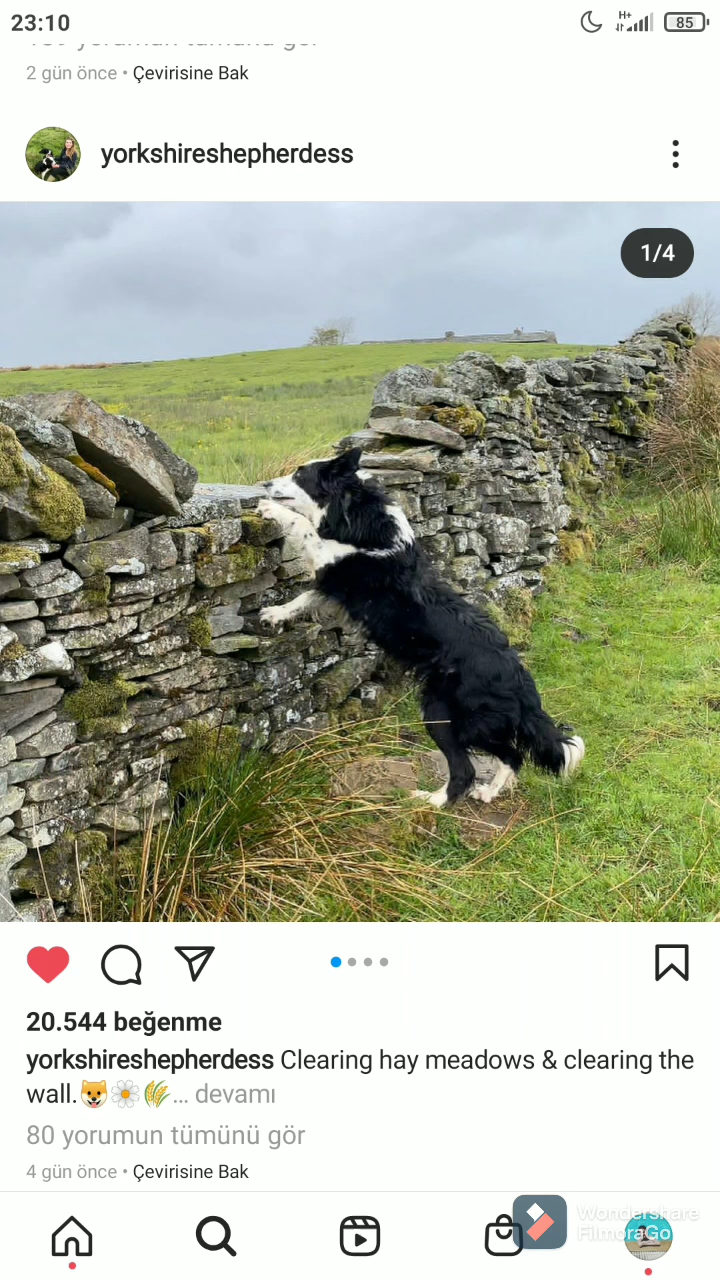 23:10
H+
85
2 gün önce • Çevirisine Bak
yorkshireshepherdess
1/4
20.544 beğenme
yorkshireshepherdess Clearing hay meadows & clearing the
wall.🐶🌼🌾... devamı
80 yorumun tümünü gör
4 gün önce • Çevirisine Bak
Wondershare
FilmoraGo